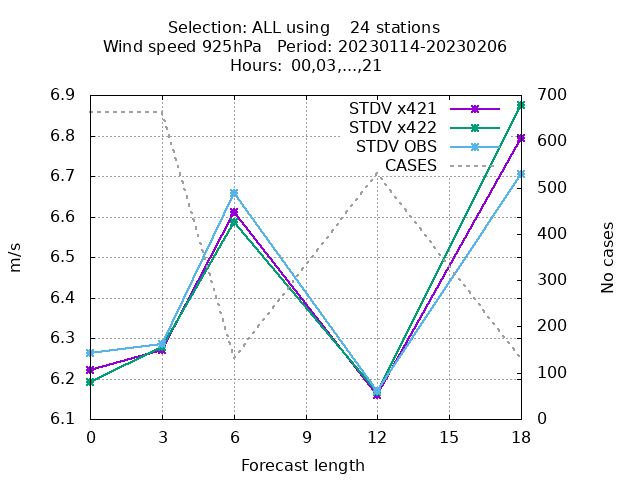 Selection: ALL using    24 stations
Wind speed 925hPa   Period: 20230114-20230206
Hours:  00,03,...,21
STDV x421
STDV x422
STDV OBS
CASES
6.9
6.8
6.7
6.6
6.5
6.4
6.3
6.2
6.1
m/s
700
600
500
400
300
200
100
0
No cases
0 3 6 9 12 15 18
Forecast length